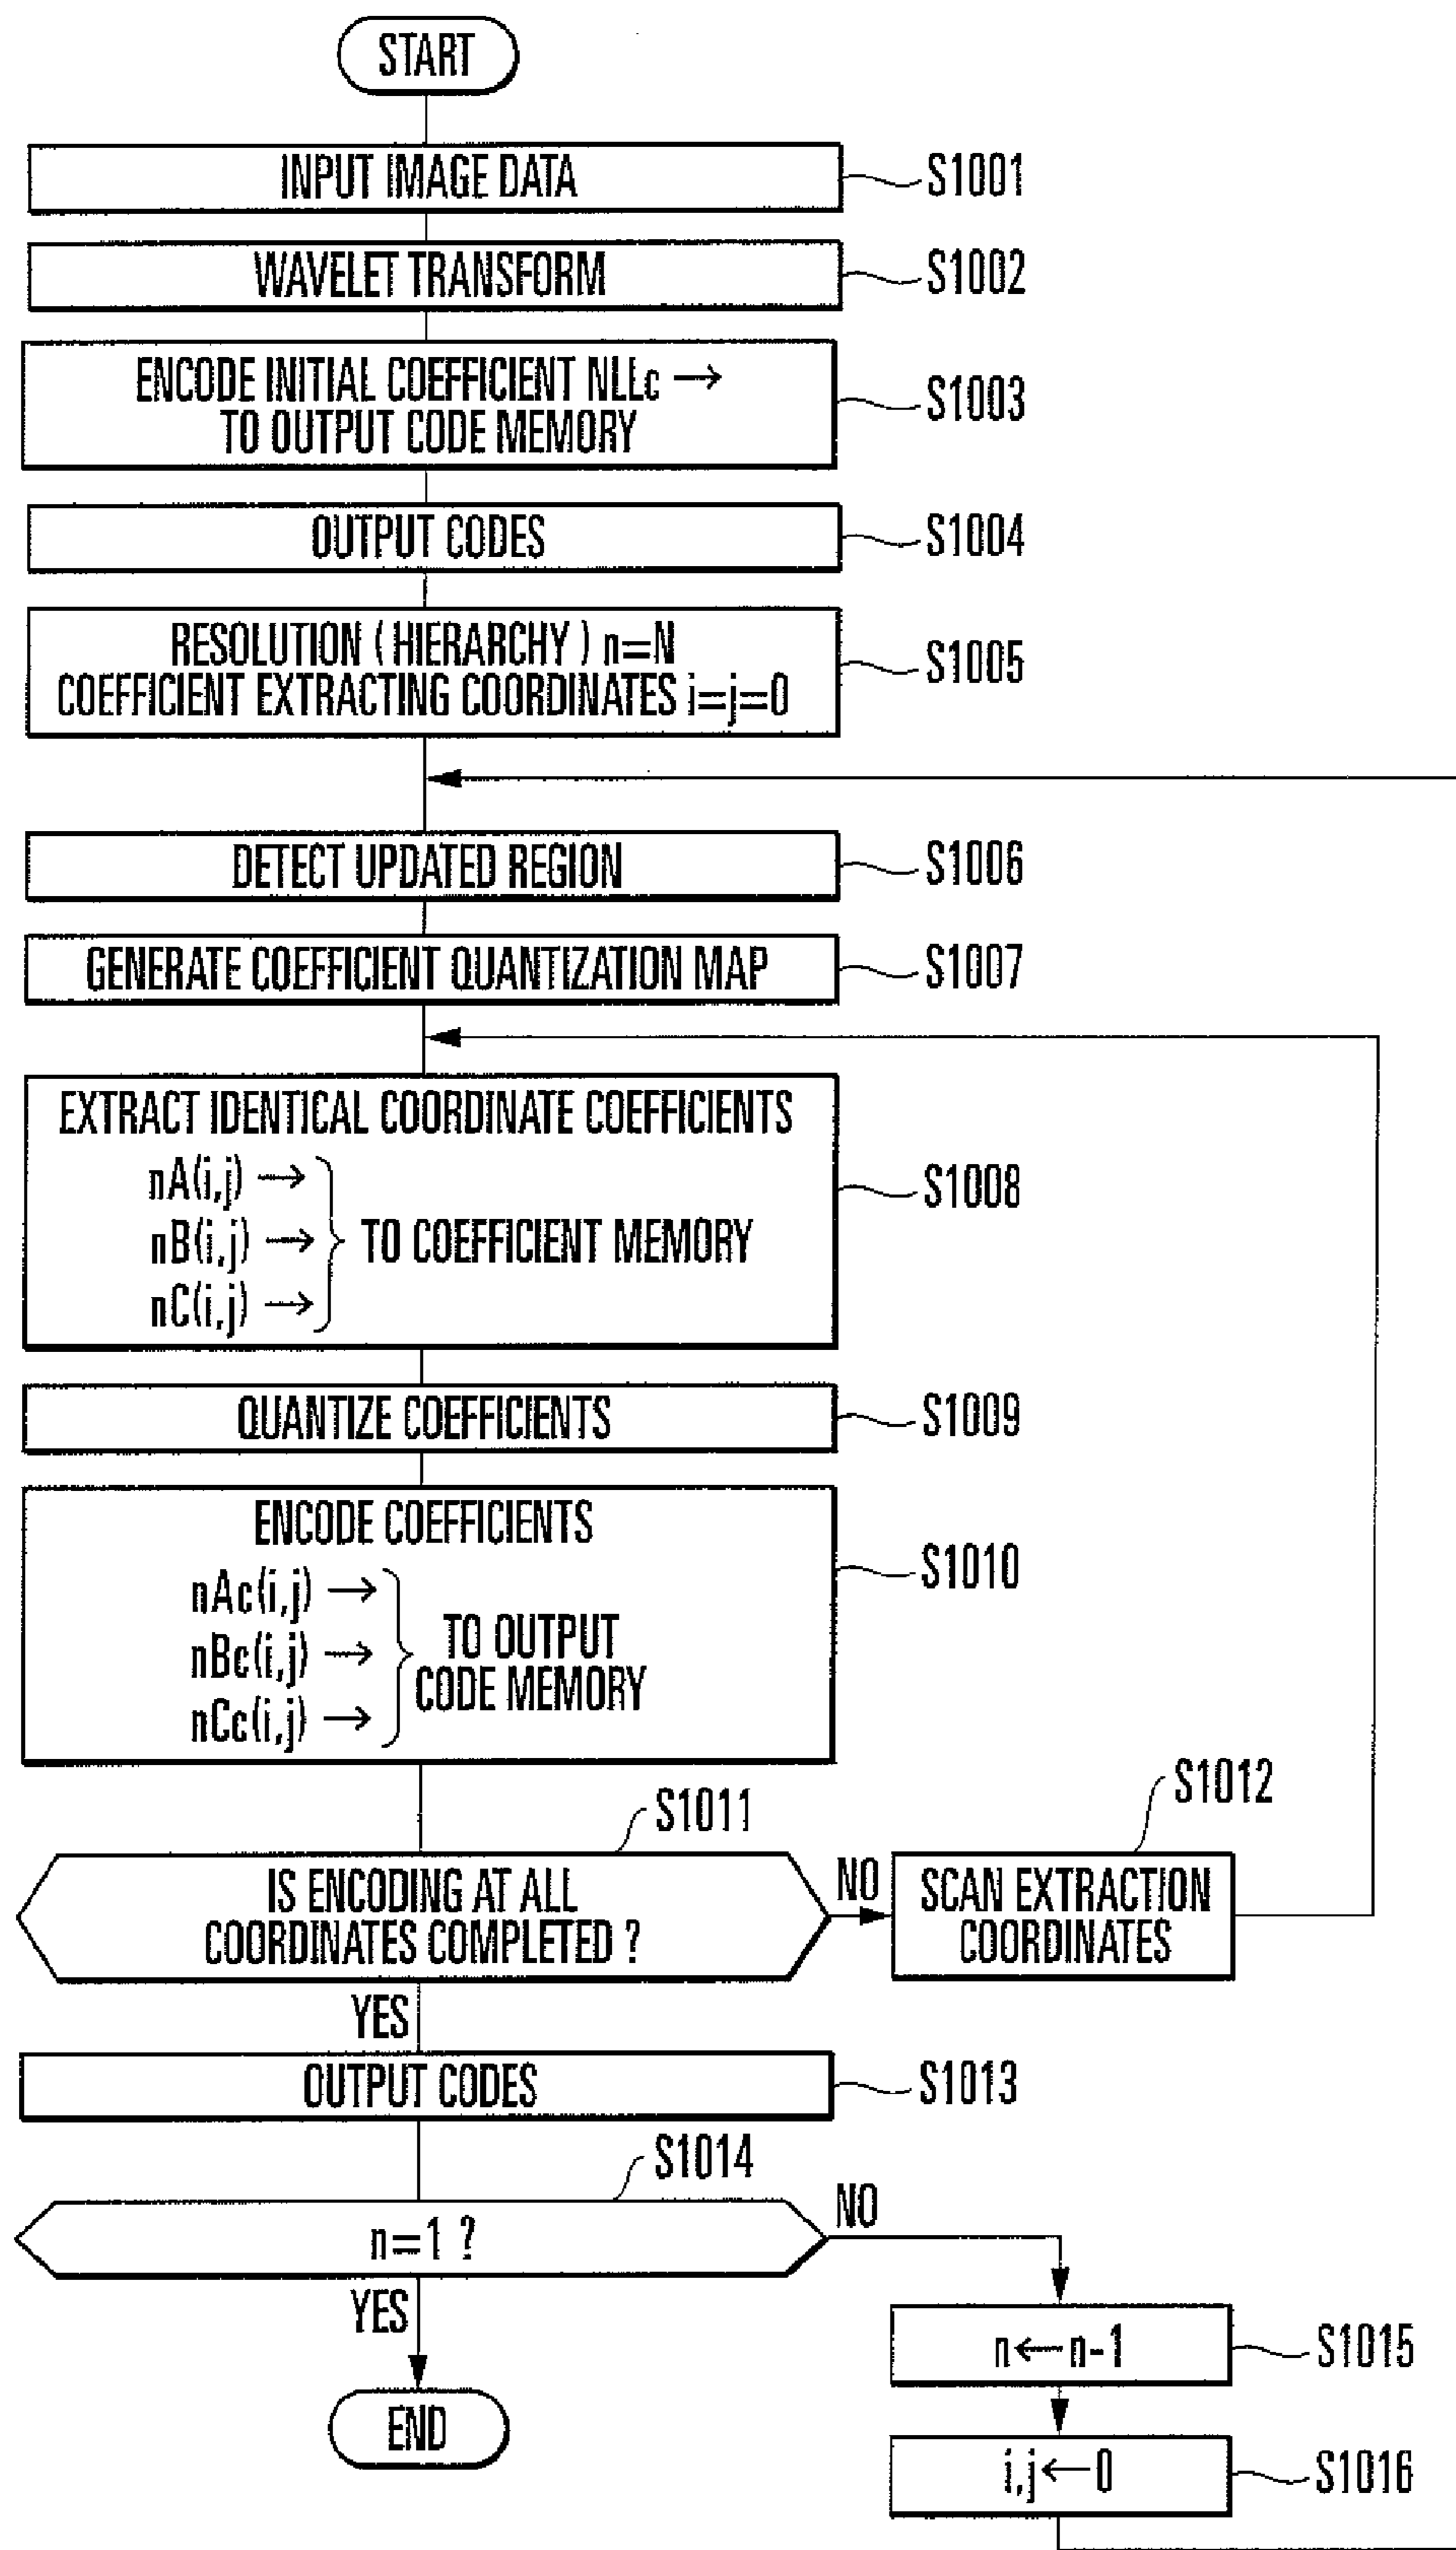 START
INPUT IMAGE DATA
S1001
WAVELET TRANSFORM
S1002
ENCODE INITIAL COEFFICIENT NLLc →
TO OUTPUT CODE MEMORY
S1003
OUTPUT CODES
S1004
RESOLUTION ( HIERARCHY ) n=N
COEFFICIENT EXTRACTING COORDINATES i=j=0
S1005
DETECT UPDATED REGION
S1006
GENERATE COEFFICIENT QUANTIZATION MAP
S1007
EXTRACT IDENTICAL COORDINATE COEFFICIENTS
nA(i,j) →
nB(i,j) →
nC(i,j) →
TO COEFFICIENT MEMORY
S1008
QUANTIZE COEFFICIENTS
S1009
ENCODE COEFFICIENTS
nAc(i,j) →
nBc(i,j) →
nCc(i,j) →
TO OUTPUT
CODE MEMORY
S1010
S1011
IS ENCODING AT ALL
COORDINATES COMPLETED ?
NO
S1012
SCAN EXTRACTION
COORDINATES
YES
OUTPUT CODES
S1013
S1014
n=1 ?
NO
YES
n←n-1
S1015
END
i,j←0
S1016